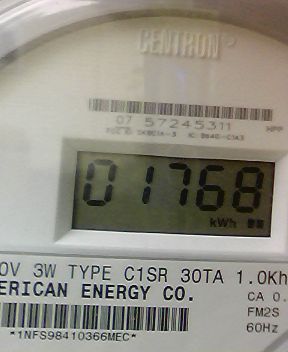 CENTRON®
07 57245311 HPP
01768
kWh
0V 3W TYPE C1SR 30TA 1.0Kh
ERICAN ENERGY CO. CA 0.
FM2S
60Hz
*1NFS98410366MEC*